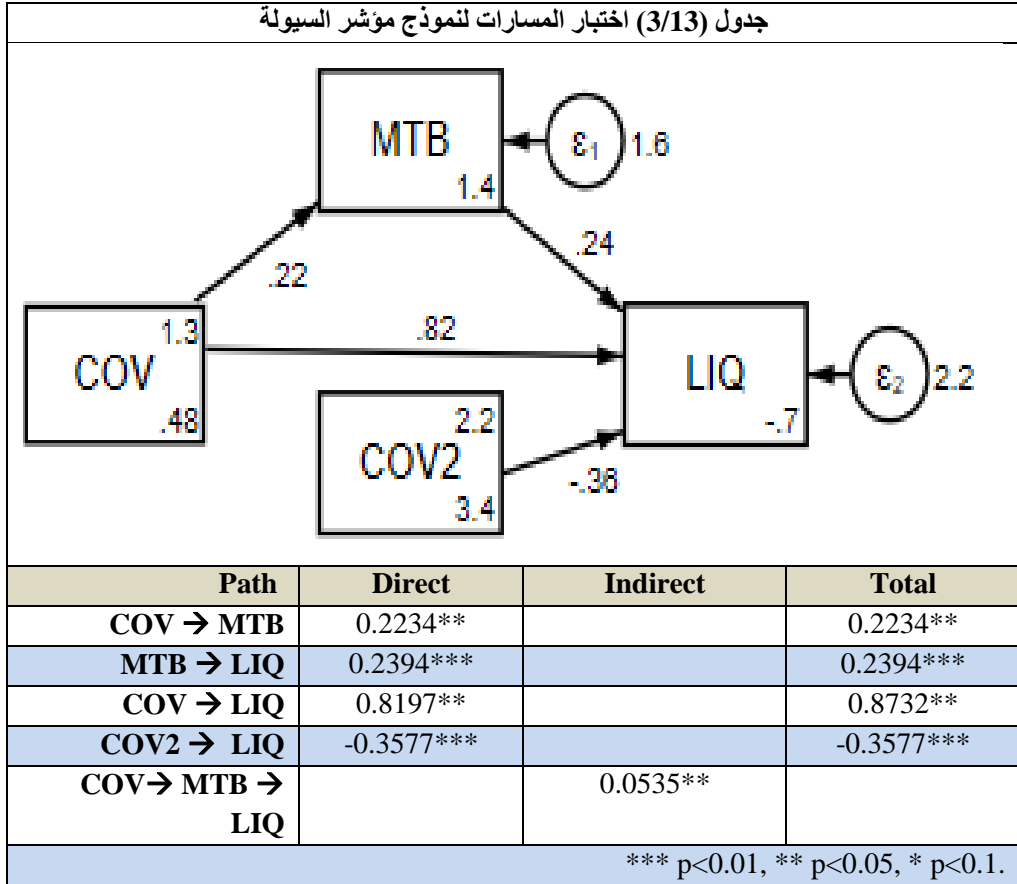 جدول (3/13) اختبار المسارات لنموذج مؤشر السيولة
MTB
1.4
ε₁
1.6
.22
.24
COV
1.3
.48
.82
LIQ
-.7
ε₂
2.2
COV2
2.2
3.4
-.36
Path Direct Indirect Total
COV → MTB 0.2234** 0.2234**
MTB → LIQ 0.2394*** 0.2394***
COV → LIQ 0.8197** 0.8732**
COV2 → LIQ -0.3577*** -0.3577***
COV→ MTB → 0.0535**
LIQ
*** p<0.01, ** p<0.05, * p<0.1.